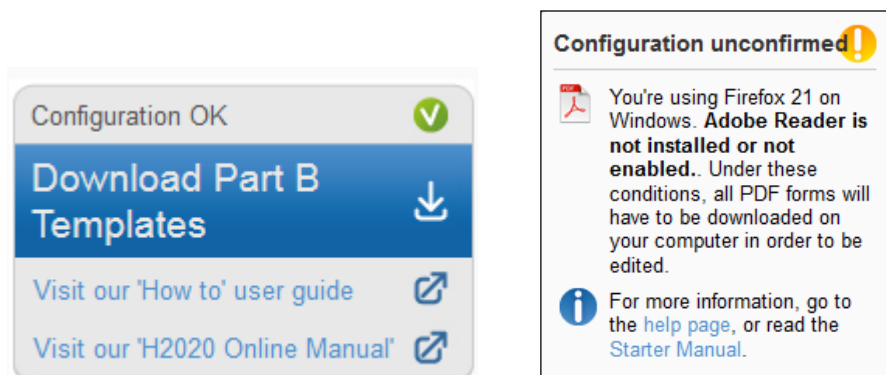 Configuration OK
Download Part B
Templates
Visit our 'How to' user guide
Visit our 'H2020 Online Manual'
Configuration unconfirmed
PDF
You're using Firefox 21 on
Windows. Adobe Reader is
not installed or not
enabled.. Under these
conditions, all PDF forms will
have to be downloaded on
your computer in order to be
edited.
For more information, go to
the help page, or read the
Starter Manual.